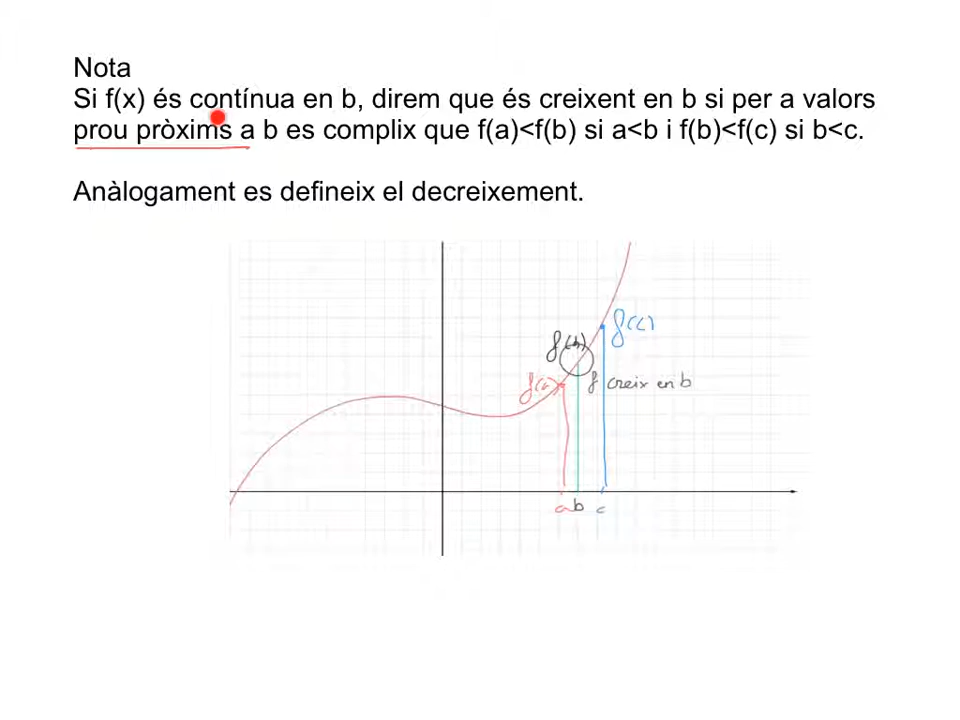 Nota
Si f(x) és contínua en b, direm que és creixent en b si per a valors
prou pròxims a b es complix que f(a)<f(b) si a<b i f(b)<f(c) si b<c.
Anàlogament es defineix el decreixement.
f(c)
f(b)
f(a)
f creix en b
a b c